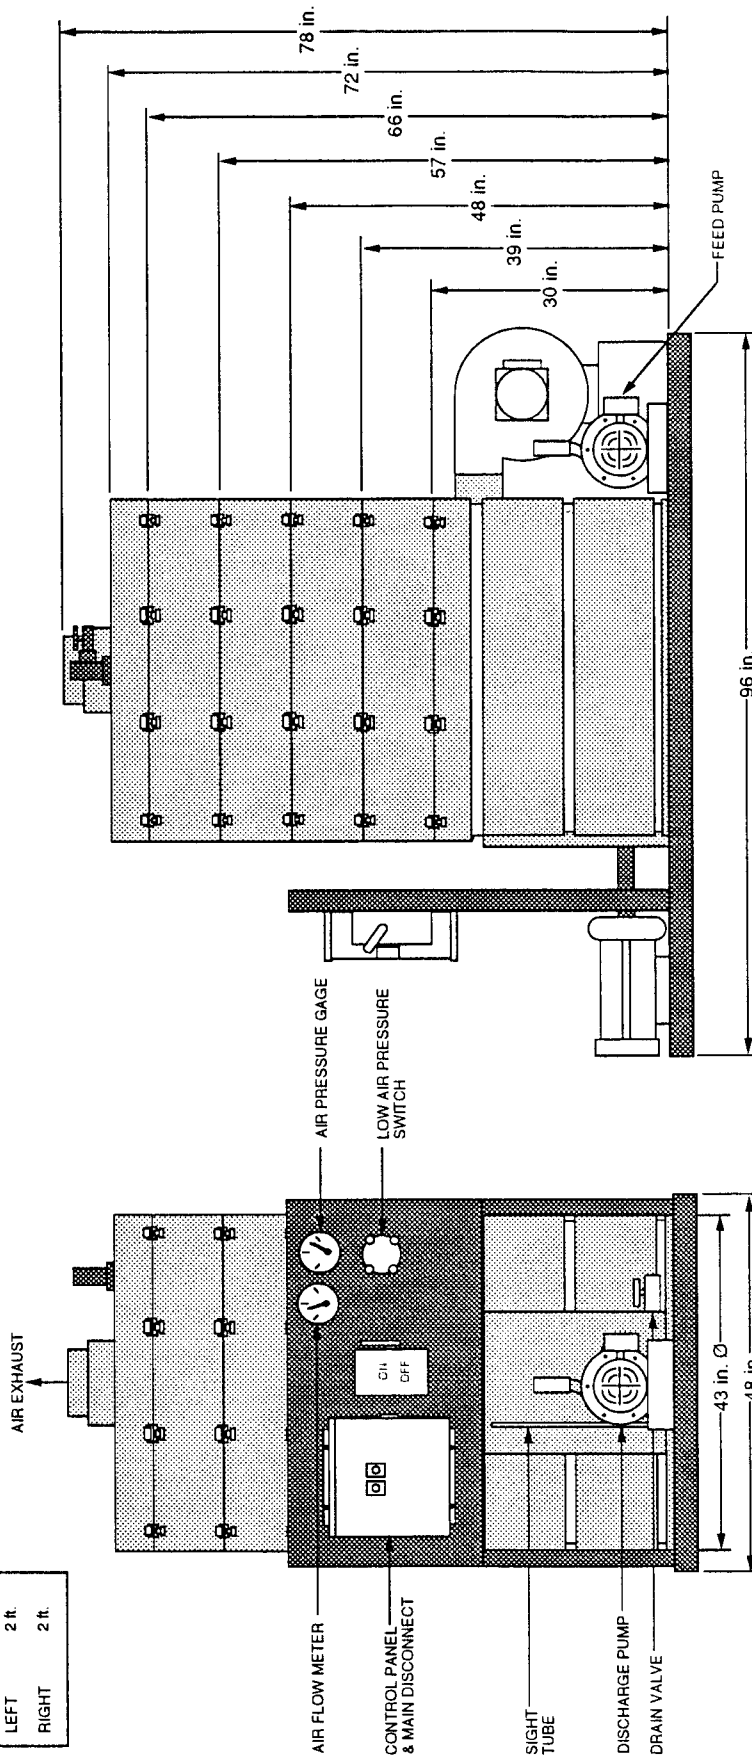 LEFT 2 ft.
RIGHT 2 ft.
AIR EXHAUST
AIR FLOW METER
CONTROL PANEL
& MAIN DISCONNECT
SIGHT
TUBE
DISCHARGE PUMP
DRAIN VALVE
ON
OFF
AIR PRESSURE GAGE
LOW AIR PRESSURE
SWITCH
43 in. Ø
48 in.
78 in.
72 in.
66 in.
57 in.
48 in.
39 in.
30 in.
FEED PUMP
96 in.